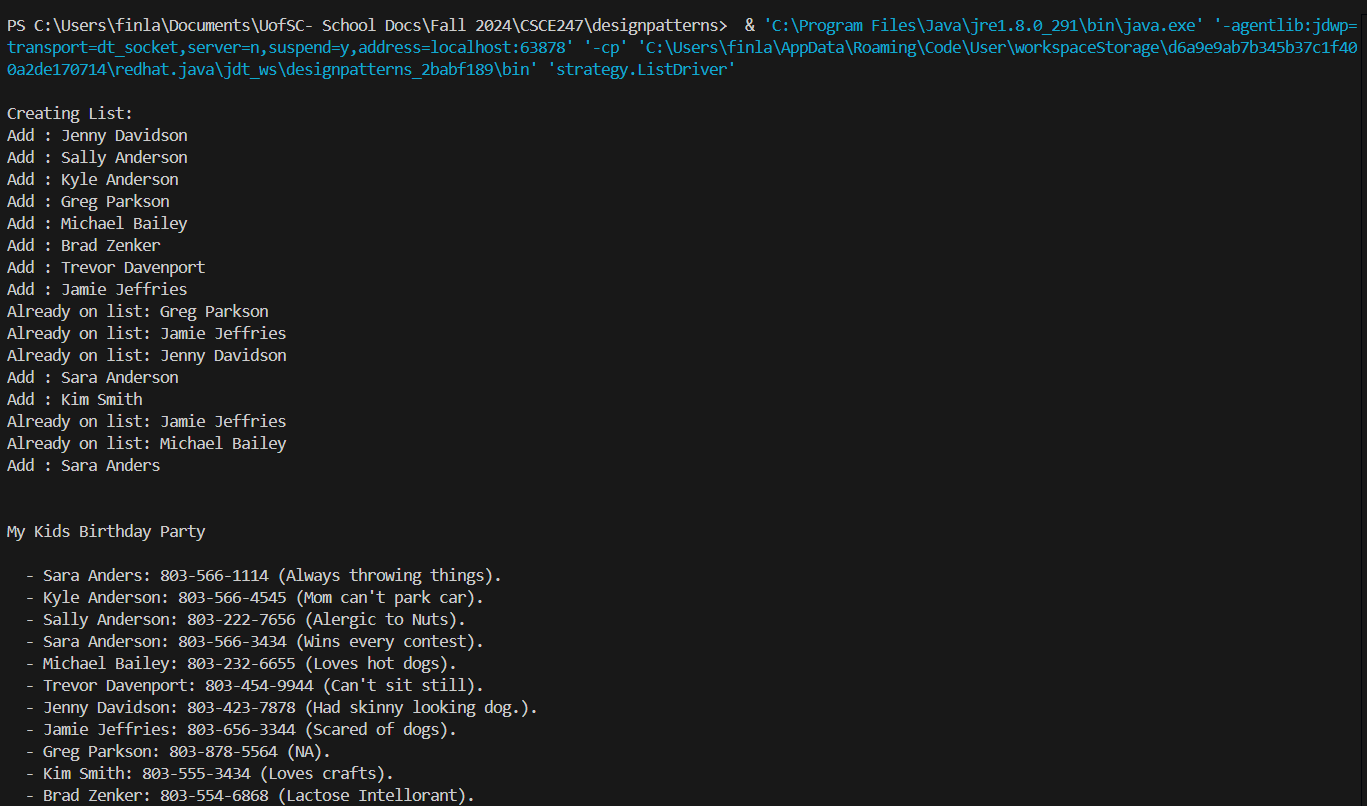 PS C:\Users\finla\Documents\UofSC- School Docs\Fall 2024\CSCE247\designpatterns>  & 'C:\Program Files\Java\jre1.8.0_291\bin\java.exe' '-agentlib:jdwp=
transport=dt_socket,server=n,suspend=y,address=localhost:63878' '-cp' 'C:\Users\finla\AppData\Roaming\Code\User\workspaceStorage\d6a9e9ab7b345b37c1f40
0a2de170714\redhat.java\jdt_ws\designpatterns_2babf189\bin' 'strategy.ListDriver'
Creating List:
Add : Jenny Davidson
Add : Sally Anderson
Add : Kyle Anderson
Add : Greg Parkson
Add : Michael Bailey
Add : Brad Zenker
Add : Trevor Davenport
Add : Jamie Jeffries
Already on list: Greg Parkson
Already on list: Jamie Jeffries
Already on list: Jenny Davidson
Add : Sara Anderson
Add : Kim Smith
Already on list: Jamie Jeffries
Already on list: Michael Bailey
Add : Sara Anders
My Kids Birthday Party
- Sara Anders: 803-566-1114 (Always throwing things).
- Kyle Anderson: 803-566-4545 (Mom can't park car).
- Sally Anderson: 803-222-7656 (Alergic to Nuts).
- Sara Anderson: 803-566-3434 (Wins every contest).
- Michael Bailey: 803-232-6655 (Loves hot dogs).
- Trevor Davenport: 803-454-9944 (Can't sit still).
- Jenny Davidson: 803-423-7878 (Had skinny looking dog.).
- Jamie Jeffries: 803-656-3344 (Scared of dogs).
- Greg Parkson: 803-878-5564 (NA).
- Kim Smith: 803-555-3434 (Loves crafts).
- Brad Zenker: 803-554-6868 (Lactose Intellorant).